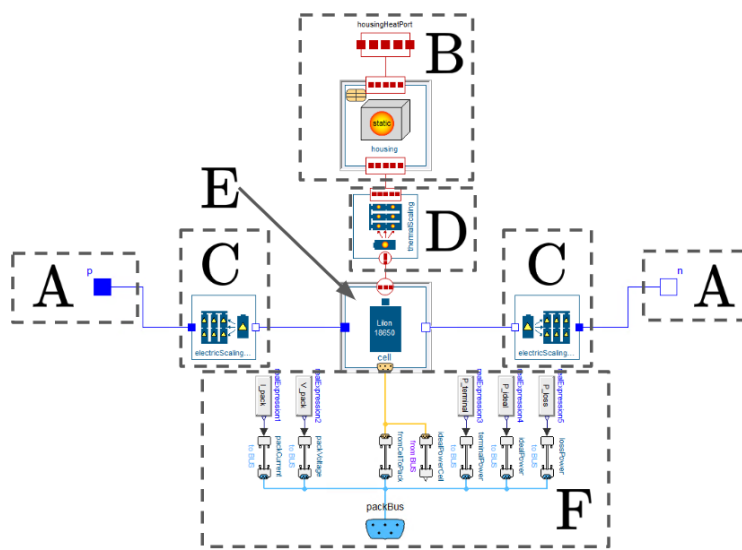 housingHeatPort
B
static
housing
E
thermalScaling
D
C
C
A
p
n
A
LiIon
18650
electricScaling...
cell
electricScaling...
I_pack
realExpression1
V_pack
realExpression2
P_terminal
realExpression3
P_ideal
realExpression4
P_loss
realExpression5
to BUS
packCurrent
to BUS
packVoltage
fromCellToPack
from BUS
idealPowerCell
to BUS
terminalPower
to BUS
idealPower
to BUS
lossPower
packBus
F